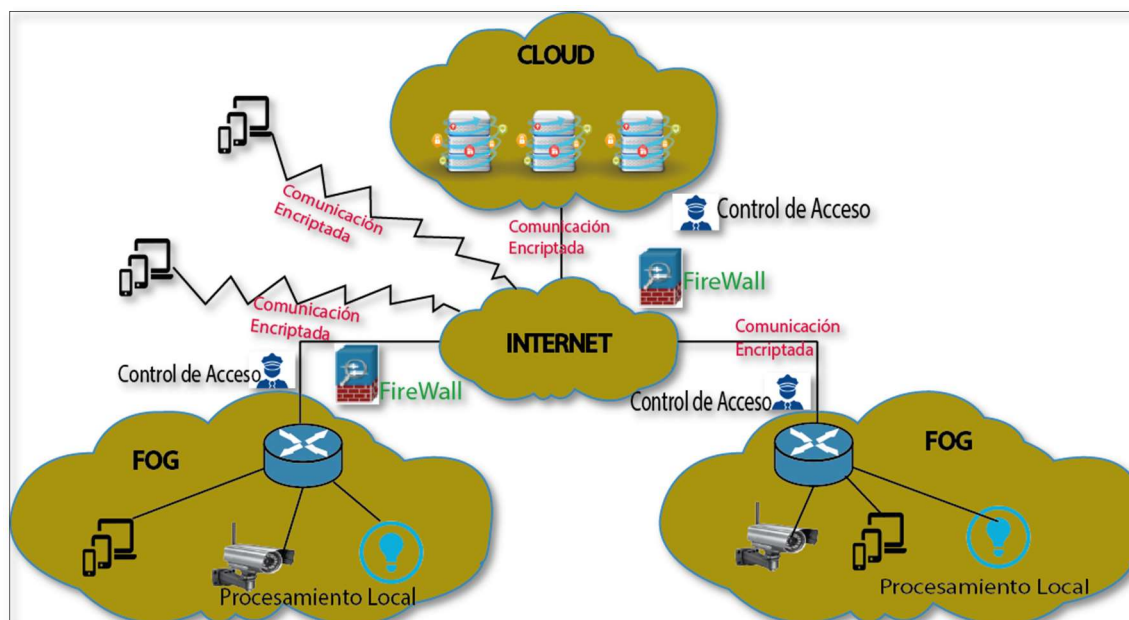 CLOUD
Comunicación
Encriptada
Comunicación
Encriptada
Control de Acceso
FireWall
Comunicación
Encriptada
INTERNET
Comunicación
Encriptada
Control de Acceso
FireWall
Control de Acceso
FOG
FOG
Procesamiento Local
Procesamiento Local